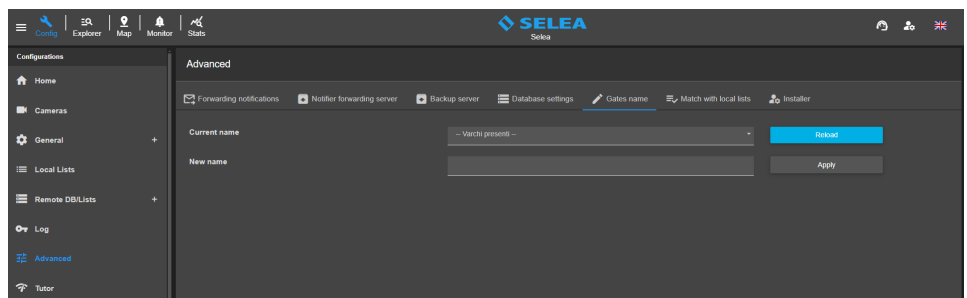 Config Explorer Map Monitor Stats
SELEA
Selea
Configurations
Home
Cameras
General +
Local Lists
Remote DB/Lists +
Log
Advanced
Tutor
Advanced
Forwarding notifications Notifier forwarding server Backup server Database settings Gates name Match with local lists Installer
Current name -- Varchi presenti -- Reload
New name Apply